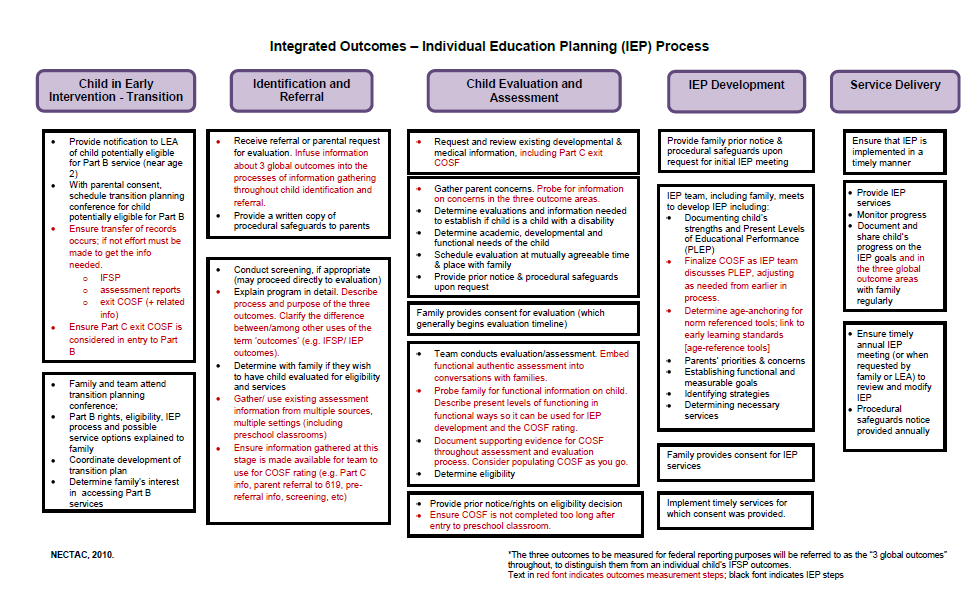 Integrated Outcomes – Individual Education Planning (IEP) Process
Child in Early
Intervention - Transition
• Provide notification to LEA
of child potentially eligible
for Part B service (near age
2)
• With parental consent,
schedule transition planning
conference for child
potentially eligible for Part B
• Ensure transfer of records
occurs; if not effort must be
made to get the info
needed.
o IFSP
o assessment reports
o exit COSF (+ related
info)
• Ensure Part C exit COSF is
considered in entry to Part
B
• Family and team attend
transition planning
conference;
• Part B rights, eligibility, IEP
process and possible
service options explained to
family
• Coordinate development of
transition plan
• Determine family's interest
in accessing Part B
services
Identification and
Referral
• Receive referral or parental request
for evaluation. Infuse information
about 3 global outcomes into the
processes of information gathering
throughout child identification and
referral.
• Provide a written copy of
procedural safeguards to parents
• Conduct screening, if appropriate
(may proceed directly to evaluation)
• Explain program in detail. Describe
process and purpose of the three
outcomes. Clarify the difference
between/among other uses of the
term 'outcomes' (e.g. IFSP/ IEP
outcomes).
• Determine with family if they wish
to have child evaluated for eligibility
and services
• Gather/ use existing assessment
information from multiple sources,
multiple settings (including
preschool classrooms)
• Ensure information gathered at this
stage is made available for team to
use for COSF rating (e.g. Part C
info, parent referral to 619, pre-
referral info, screening, etc)
Child Evaluation and
Assessment
• Request and review existing developmental &
medical information, including Part C exit
COSF
• Gather parent concerns. Probe for information
on concerns in the three outcome areas.
• Determine evaluations and information needed
to establish if child is a child with a disability
• Determine academic, developmental and
functional needs of the child
• Schedule evaluation at mutually agreeable time
& place with family
• Provide prior notice & procedural safeguards
upon request
Family provides consent for evaluation (which
generally begins evaluation timeline)
• Team conducts evaluation/assessment. Embed
functional authentic assessment into
conversations with families.
• Probe family for functional information on child.
Describe present levels of functioning in
functional ways so it can be used for IEP
development and the COSF rating.
• Document supporting evidence for COSF
throughout assessment and evaluation
process. Consider populating COSF as you go.
• Determine eligibility
• Provide prior notice/rights on eligibility decision
• Ensure COSF is not completed too long after
entry to preschool classroom.
IEP Development
Provide family prior notice &
procedural safeguards upon
request for initial IEP meeting
IEP team, including family, meets
to develop IEP including:
• Documenting child's
strengths and Present Levels
of Educational Performance
(PLEP)
• Finalize COSF as IEP team
discusses PLEP, adjusting
as needed from earlier in
process.
• Determine age-anchoring for
norm referenced tools; link to
early learning standards
[age-reference tools]
• Parents' priorities & concerns
• Establishing functional and
measurable goals
• Identifying strategies
• Determining necessary
services
Family provides consent for IEP
services
Implement timely services for
which consent was provided.
Service Delivery
Ensure that IEP is
implemented in a
timely manner
• Provide IEP
services
• Monitor progress
• Document and
share child's
progress on the
IEP goals and in
the three global
outcome areas
with family
regularly
• Ensure timely
annual IEP
meeting (or when
requested by
family or LEA) to
review and modify
IEP
• Procedural
safeguards notice
provided annually
NECTAC, 2010.
*The three outcomes to be measured for federal reporting purposes will be referred to as the "3 global outcomes"
throughout, to distinguish them from an individual child's IFSP outcomes.
Text in red font indicates outcomes measurement steps; black font indicates IEP steps